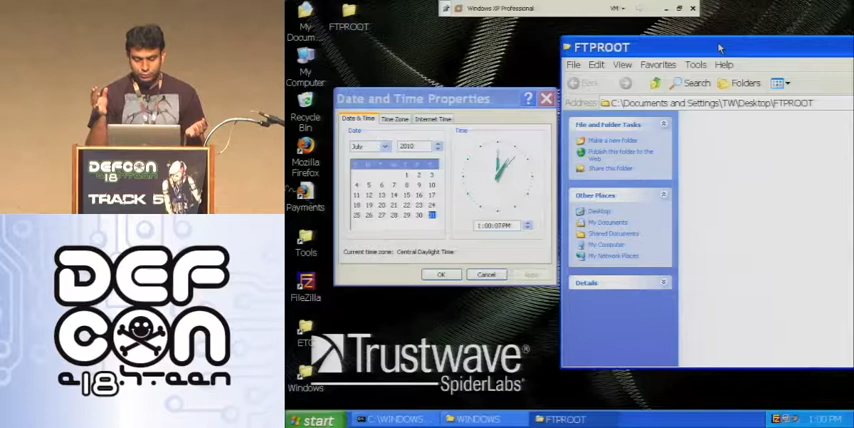 DEFCON
18
TRACK 5
DEF
CON
My
Docum...
FTPROOT
My
Computer
Recycle
Bin
Mozilla
Firefox
Payments
Tools
FileZilla
ETC
Windows
Windows XP Professional
VM
Date and Time Properties
Date & Time
Time Zone
Internet Time
Date
July
2010
1 2 3
4 5 6 7 8 9 10
11 12 13 14 15 16 17
18 19 20 21 22 23 24
25 26 27 28 29 30 31
Time
1:00:07PM
Current time zone: Central Daylight Time
OK
Cancel
Apply
FTPROOT
File Edit View Favorites Tools Help
Back
Search
Folders
Address
C:\Documents and Settings\TW\Desktop\FTPROOT
File and Folder Tasks
Make a new folder
Publish this folder to the
Web
Share this folder
Other Places
Desktop
My Documents
Shared Documents
My Computer
My Network Places
Details
Trustwave®
SpiderLabs®
start
C:\WINDOWS...
WINDOWS
FTPROOT
1:00 PM